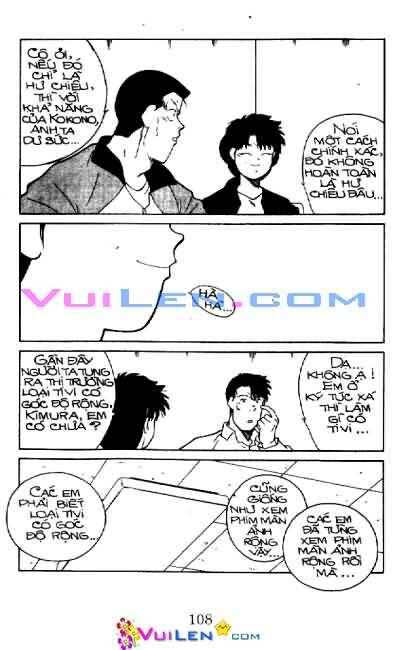 CÔ ƠI,
NẾU ĐÓ
CHỈ LÀ
HƯ CHIÊU,
THÌ VỚI
KHẢ NĂNG
CỦA KOKONO,
ANH TA
DƯ SỨC...
NÓI
MỘT CÁCH
CHÍNH XÁC,
ĐÓ KHÔNG
HOÀN TOÀN
LÀ HƯ
CHIÊU ĐÂU...
HÀ
HA...
VUILEN.COM
GẦN ĐÂY
NGƯỜI TA TUNG
RA THỊ TRƯỜNG
LOẠI TIVI CÓ
GÓC ĐỘ RỘNG,
KIMURA, EM
CÓ CHƯA?
DẠ...
KHÔNG Ạ!
EM Ở
KÝ TÚC XÁ
THÌ LÀM
GÌ CÓ
TIVI...
CÁC EM
PHẢI BIẾT
LOẠI TIVI
CÓ GÓC
ĐỘ RỘNG...
CŨNG
GIỐNG
NHƯ XEM
PHIM MÀN
ẢNH
RỘNG
VẬY...
CÁC EM
ĐÃ TỪNG
XEM PHIM
MÀN ẢNH
RỘNG RỒI
MÀ...
108
VUILEN.COM